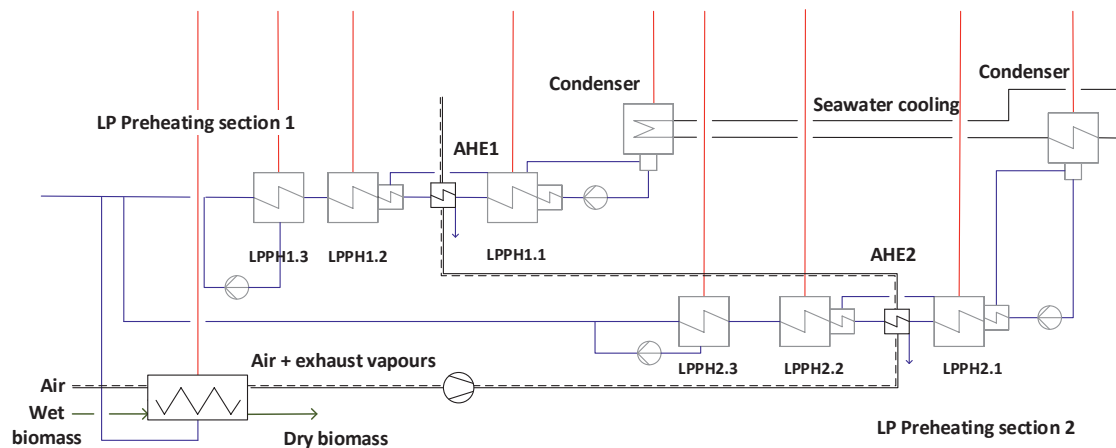 Condenser
Condenser
Seawater cooling
LP Preheating section 1
AHE1
LPPH1.3
LPPH1.2
LPPH1.1
AHE2
Air + exhaust vapours
LPPH2.3
LPPH2.2
LPPH2.1
Air
Wet
biomass
Dry biomass
LP Preheating section 2